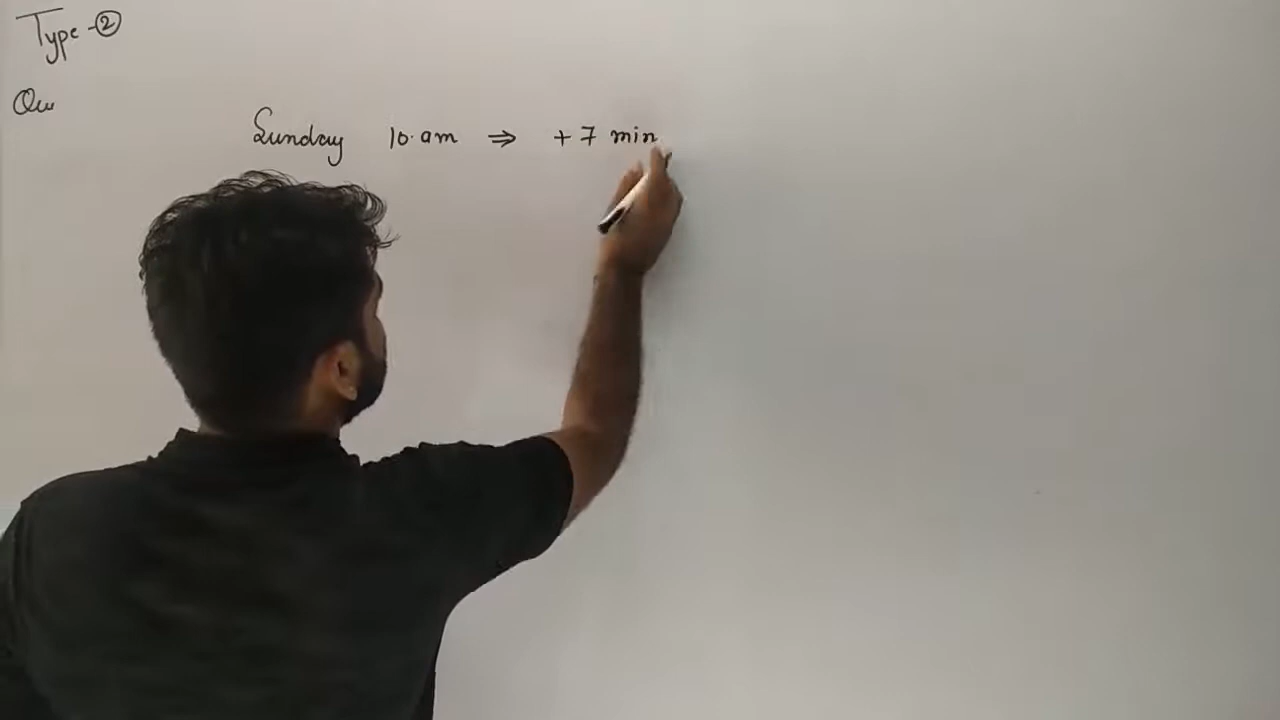 Type - ②
Qu
Sunday 10. am ⇒ + 7 min